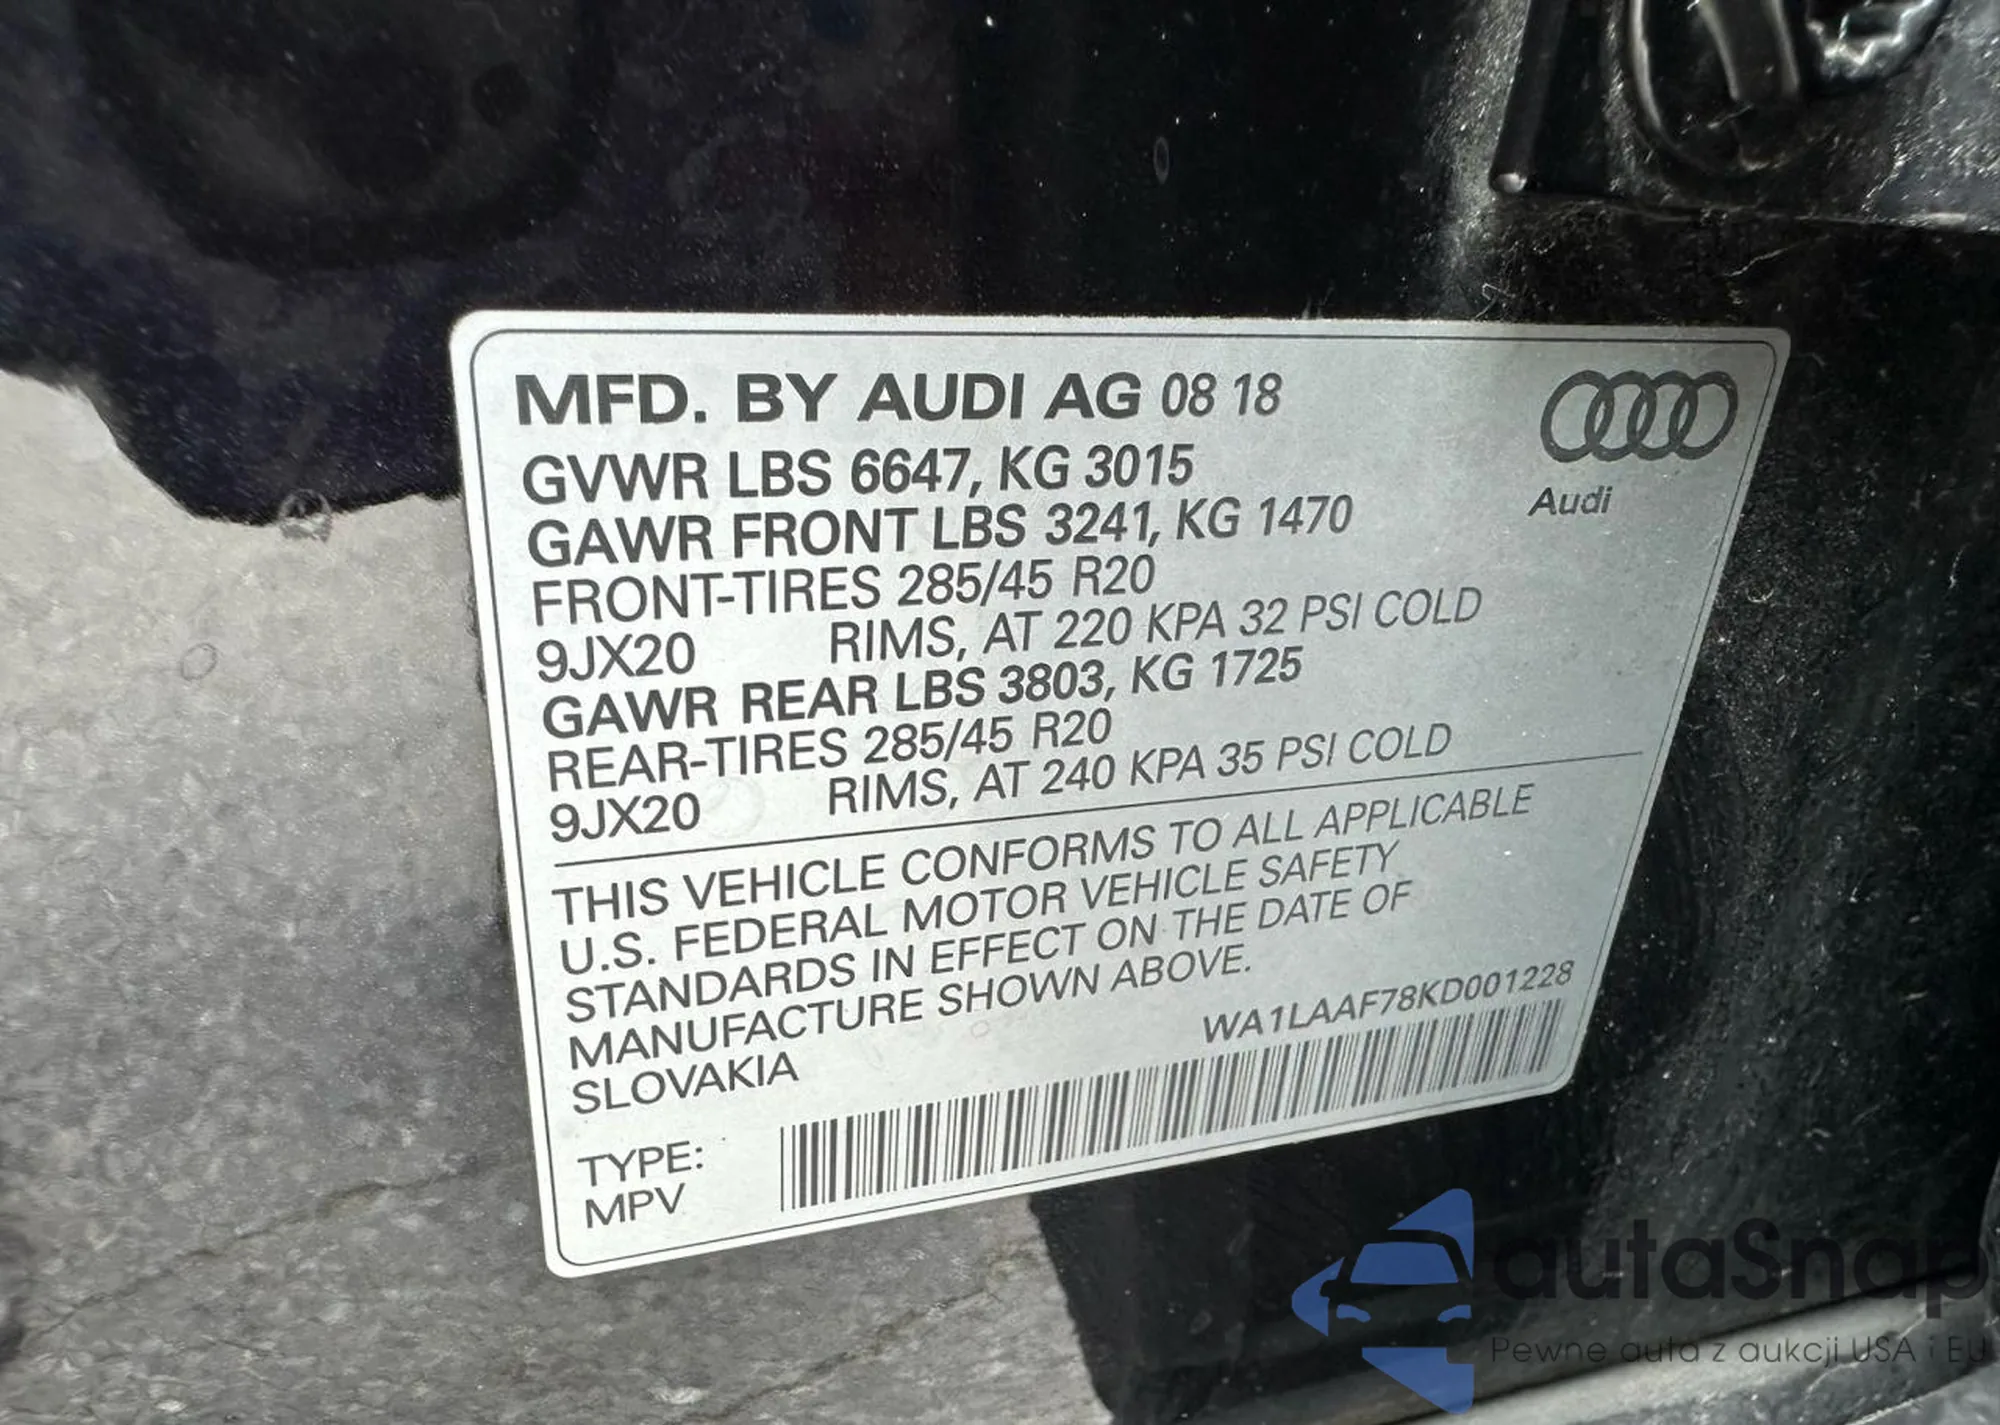 MFD. BY AUDI AG 08 18
GVWR LBS 6647, KG 3015
GAWR FRONT LBS 3241, KG 1470
FRONT-TIRES 285/45 R20
9JX20 RIMS, AT 220 KPA 32 PSI COLD
GAWR REAR LBS 3803, KG 1725
REAR-TIRES 285/45 R20
9JX20 RIMS, AT 240 KPA 35 PSI COLD
Audi
THIS VEHICLE CONFORMS TO ALL APPLICABLE
U.S. FEDERAL MOTOR VEHICLE SAFETY
STANDARDS IN EFFECT ON THE DATE OF
MANUFACTURE SHOWN ABOVE.
SLOVAKIA
WA1LAAF78KD001228
TYPE:
MPV
autaSnap
Pewne auta z aukcji USA i EU